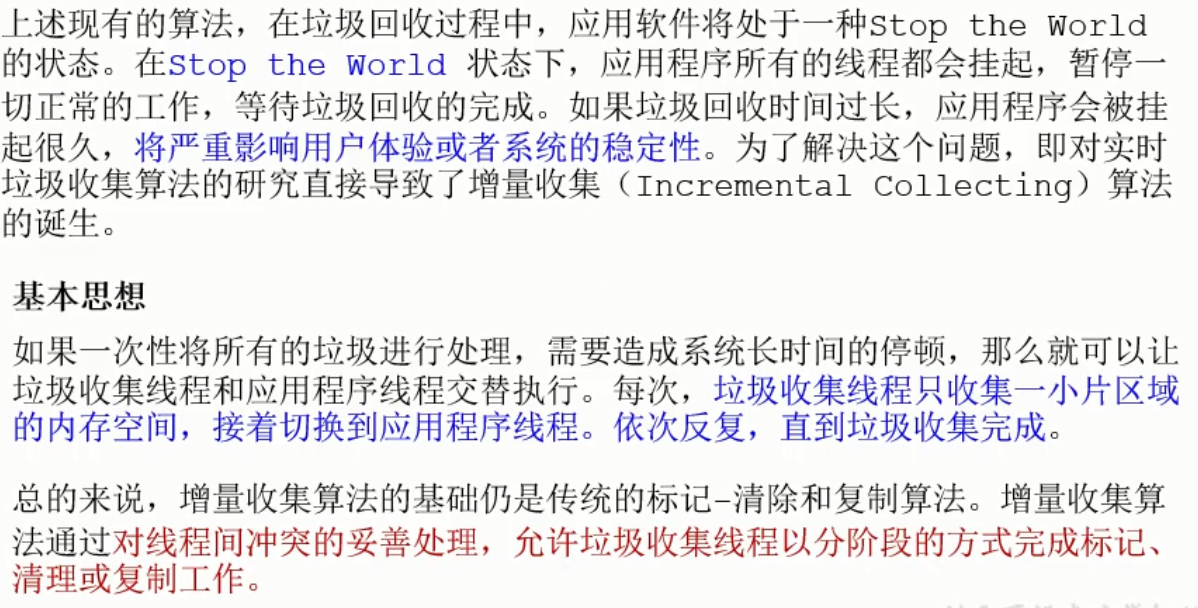 上述现有的算法，在垃圾回收过程中，应用软件将处于一种Stop the World
的状态。在Stop the World 状态下，应用程序所有的线程都会挂起，暂停一
切正常的工作，等待垃圾回收的完成。如果垃圾回收时间过长，应用程序会被挂
起很久，将严重影响用户体验或者系统的稳定性。为了解决这个问题，即对实时
垃圾收集算法的研究直接导致了增量收集（Incremental Collecting）算法
的诞生。
基本思想
如果一次性将所有的垃圾进行处理，需要造成系统长时间的停顿，那么就可以让
垃圾收集线程和应用程序线程交替执行。每次，垃圾收集线程只收集一小片区域
的内存空间，接着切换到应用程序线程。依次反复，直到垃圾收集完成。
总的来说，增量收集算法的基础仍是传统的标记-清除和复制算法。增量收集算
法通过对线程间冲突的妥善处理，允许垃圾收集线程以分阶段的方式完成标记、
清理或复制工作。